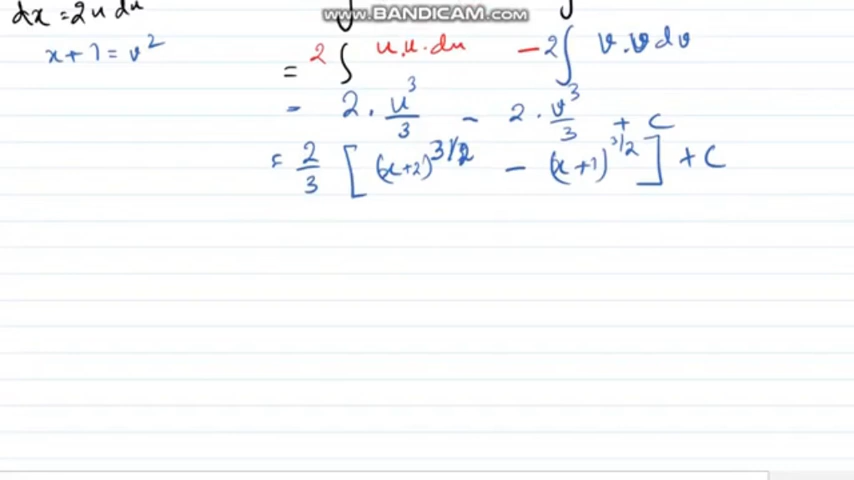 www.BANDICAM.com
dx = 2u du
x + 1 = v²
= 2 ∫ u.u.du - 2 ∫ v.v dv
= 2 . u³/3 - 2 . v³/3 + C
= 2/3 [(x+2)^3/2 - (x+1)^3/2] + C